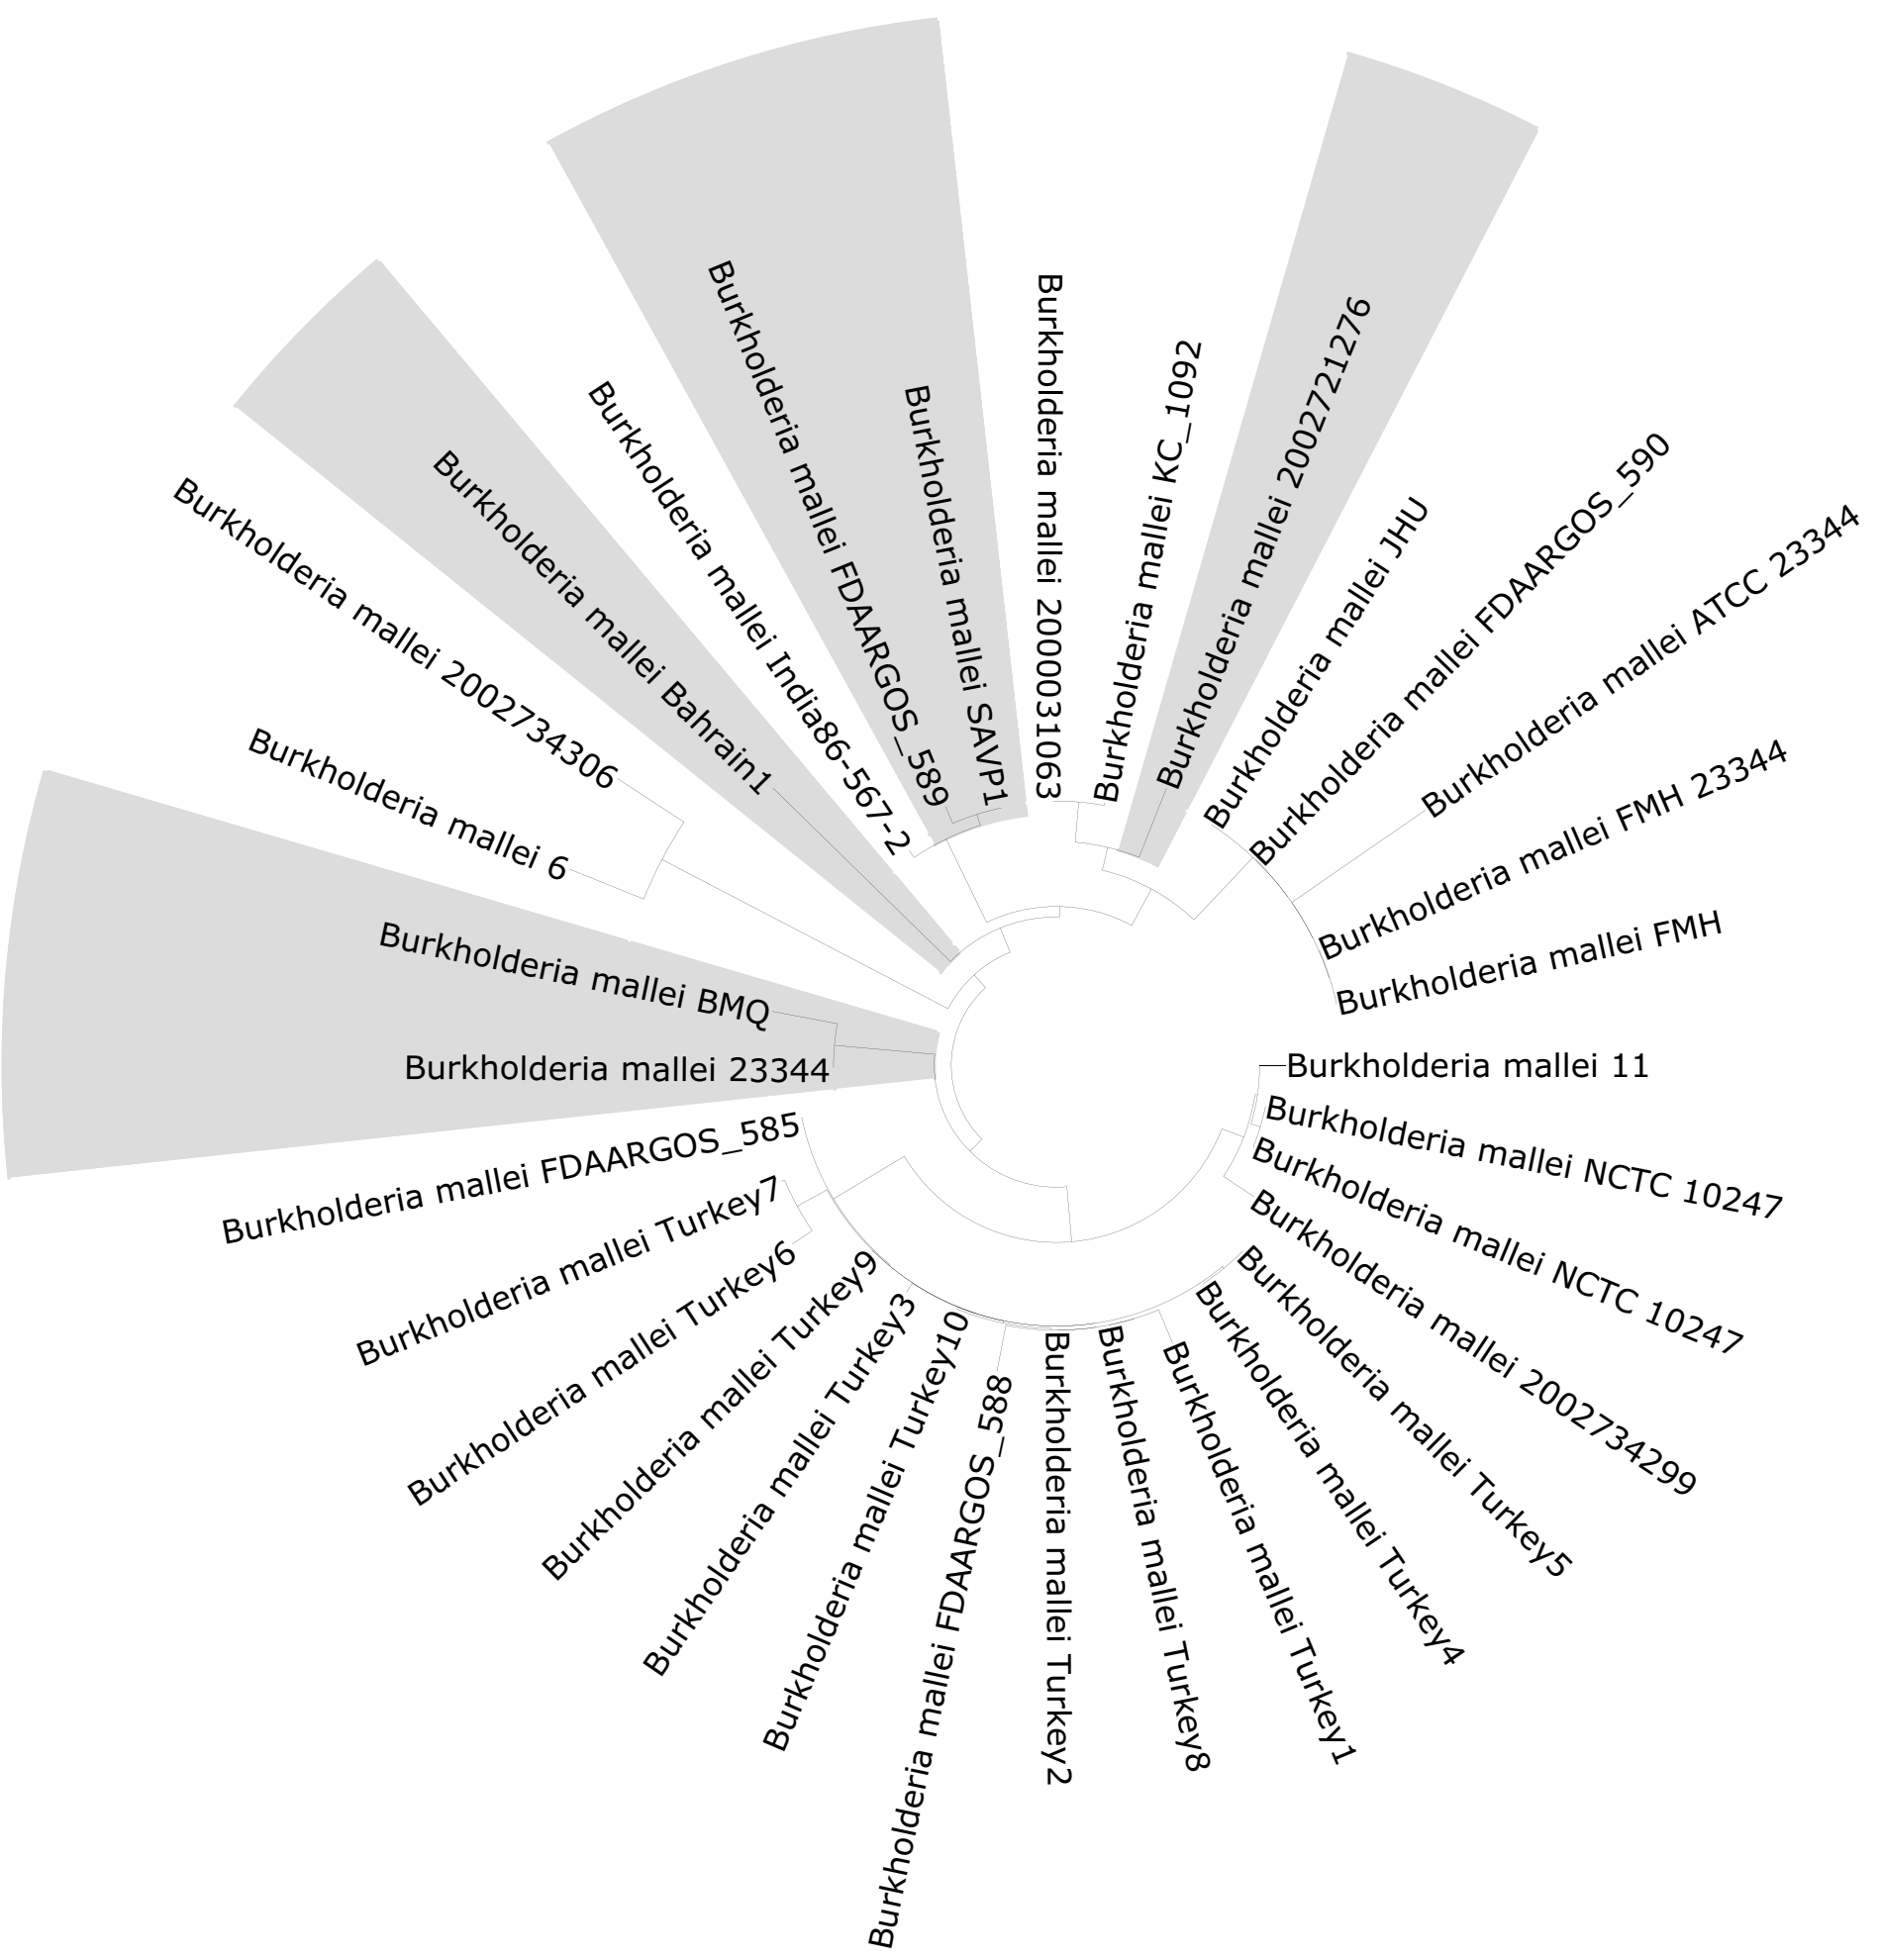 Burkholderia mallei 2000031063
Burkholderia mallei KC_1092
Burkholderia mallei 2002721276
Burkholderia mallei JHU
Burkholderia mallei FDAARGOS_590
Burkholderia mallei ATCC 23344
Burkholderia mallei FMH 23344
Burkholderia mallei FMH
Burkholderia mallei 11
Burkholderia mallei NCTC 10247
Burkholderia mallei NCTC 10247
Burkholderia mallei 2002734299
Burkholderia mallei Turkey5
Burkholderia mallei Turkey4
Burkholderia mallei Turkey1
Burkholderia mallei Turkey8
Burkholderia mallei Turkey2
Burkholderia mallei FDAARGOS_588
Burkholderia mallei Turkey10
Burkholderia mallei Turkey3
Burkholderia mallei Turkey9
Burkholderia mallei Turkey6
Burkholderia mallei Turkey7
Burkholderia mallei FDAARGOS_585
Burkholderia mallei 23344
Burkholderia mallei BMQ
Burkholderia mallei 6
Burkholderia mallei 2002734306
Burkholderia mallei Bahrain1
Burkholderia mallei India86-567-2
Burkholderia mallei FDAARGOS_589
Burkholderia mallei SAVP1